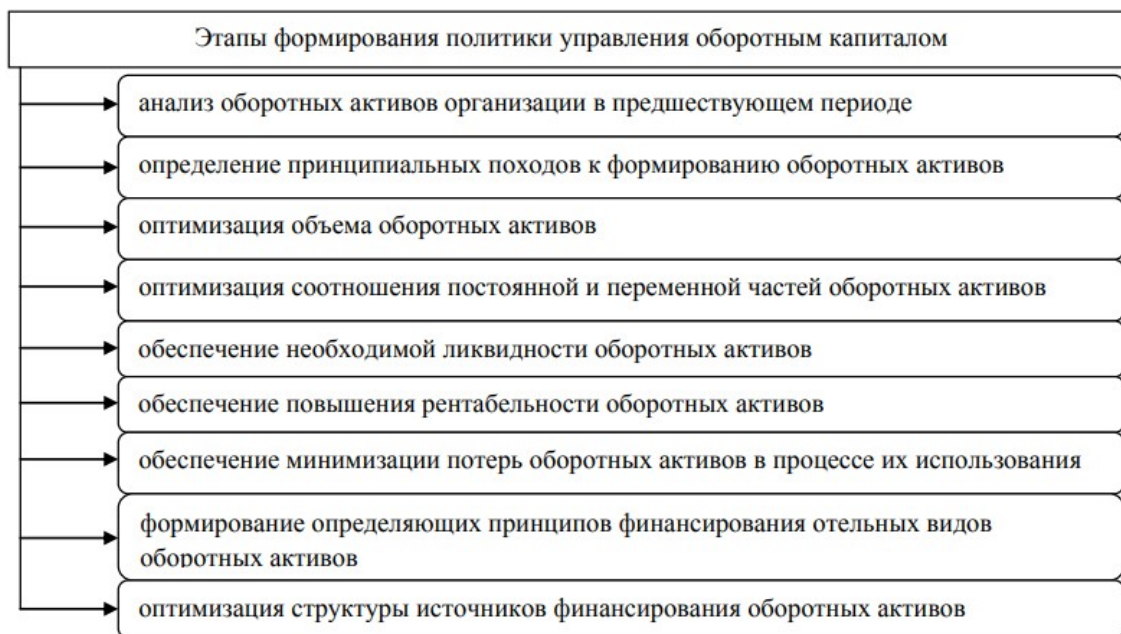 Этапы формирования политики управления оборотным капиталом
анализ оборотных активов организации в предшествующем периоде
определение принципиальных походов к формированию оборотных активов
оптимизация объема оборотных активов
оптимизация соотношения постоянной и переменной частей оборотных активов
обеспечение необходимой ликвидности оборотных активов
обеспечение повышения рентабельности оборотных активов
обеспечение минимизации потерь оборотных активов в процессе их использования
формирование определяющих принципов финансирования отельных видов
оборотных активов
оптимизация структуры источников финансирования оборотных активов